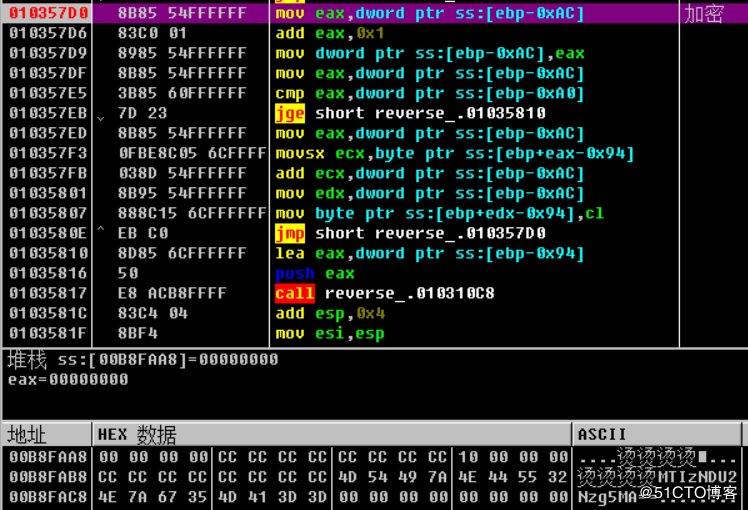 010357D0 8B85 54FFFFFF mov eax,dword ptr ss:[ebp-0xAC] 加密
010357D6 83C0 01 add eax,0x1
010357D9 8985 54FFFFFF mov dword ptr ss:[ebp-0xAC],eax
010357DF 8B85 54FFFFFF mov eax,dword ptr ss:[ebp-0xAC]
010357E5 3B85 60FFFFFF cmp eax,dword ptr ss:[ebp-0xA0]
010357EB 7D 23 jge short reverse_.01035810
010357ED 8B85 54FFFFFF mov eax,dword ptr ss:[ebp-0xAC]
010357F3 0FBE8C05 6CFFFF movsx ecx,byte ptr ss:[ebp+eax-0x94]
010357FB 038D 54FFFFFF add ecx,dword ptr ss:[ebp-0xAC]
01035801 8B95 54FFFFFF mov edx,dword ptr ss:[ebp-0xAC]
01035807 888C15 6CFFFFFF mov byte ptr ss:[ebp+edx-0x94],cl
0103580E EB C0 jmp short reverse_.010357D0
01035810 8D85 6CFFFFFF lea eax,dword ptr ss:[ebp-0x94]
01035816 50 push eax
01035817 E8 ACB8FFFF call reverse_.010310C8
0103581C 83C4 04 add esp,0x4
0103581F 8BF4 mov esi,esp
堆栈 ss:[00B8FAA8]=00000000
eax=00000000
地址 HEX 数据 ASCII
00B8FAA8 00 00 00 00 CC CC CC CC CC CC CC CC 10 00 00 00 ....烫烫烫烫■...
00B8FAB8 CC CC CC CC CC CC CC CC 4D 54 49 7A 4E 44 55 32 烫烫烫烫MTIzNDU2
00B8FAC8 4E 7A 67 35 4D 41 3D 3D 00 00 00 00 00 00 00 00 Nzg5MA==........
@51CTO博客